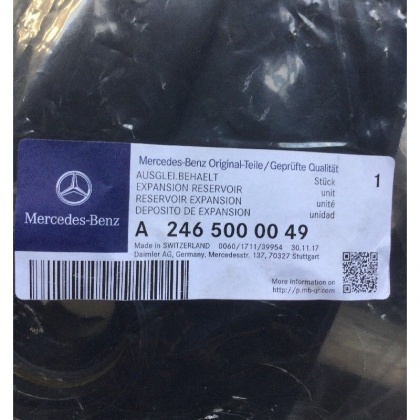 Mercedes-Benz
Mercedes-Benz Original-Teile/Geprüfte Qualität
AUSGLEI.BEHAELT Stück 1
EXPANSION RESERVOIR unit
RESERVOIR EXPANSION unité
DEPOSITO DE EXPANSION unidad
A 246 500 00 49
Made in SWITZERLAND 0060/1711/39954 30.11.17
Daimler AG, Germany, Mercedesstr. 137, 70327 Stuttgart
More information on
http://p.mb-qr.com